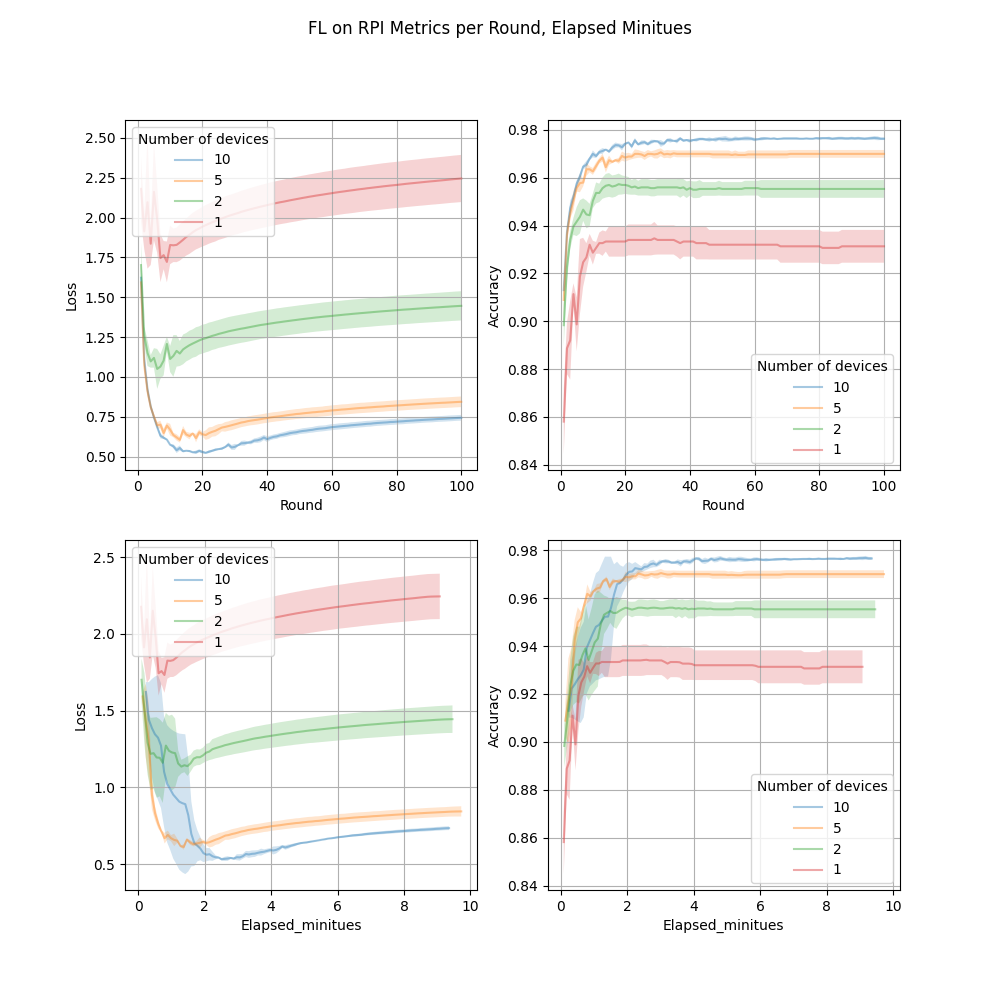 FL on RPI Metrics per Round, Elapsed Minitues
Number of devices
10
5
2
1
2.50
2.25
2.00
1.75
1.50
1.25
1.00
0.75
0.50
Loss
0 20 40 60 80 100
Round
0.98
0.96
0.94
0.92
0.90
0.88
0.86
0.84
Accuracy
Number of devices
10
5
2
1
0 20 40 60 80 100
Round
Number of devices
10
5
2
1
2.5
2.0
1.5
1.0
0.5
Loss
0 2 4 6 8 10
Elapsed_minitues
0.98
0.96
0.94
0.92
0.90
0.88
0.86
0.84
Accuracy
Number of devices
10
5
2
1
0 2 4 6 8 10
Elapsed_minitues